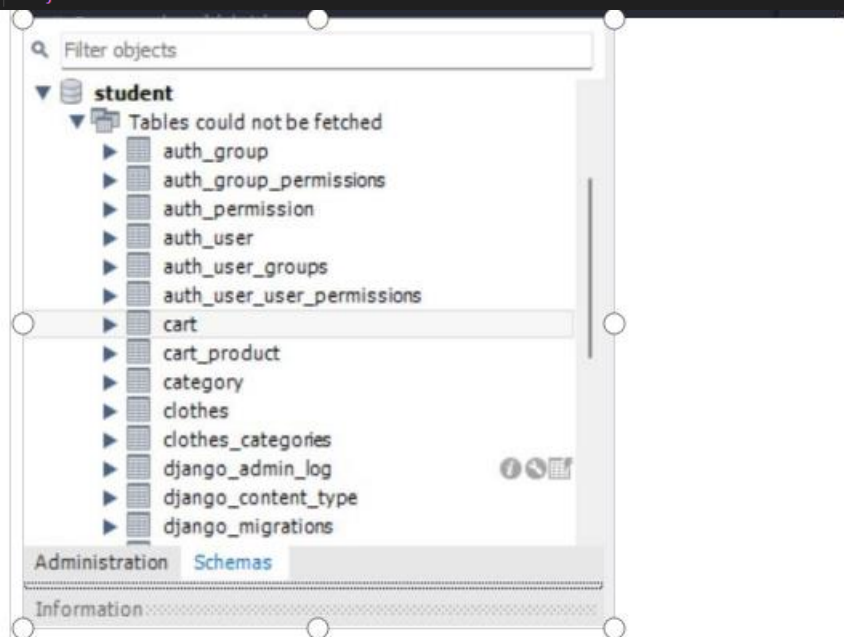 Filter objects
student
Tables could not be fetched
auth_group
auth_group_permissions
auth_permission
auth_user
auth_user_groups
auth_user_user_permissions
cart
cart_product
category
clothes
clothes_categories
django_admin_log
django_content_type
django_migrations
Administration Schemas
Information